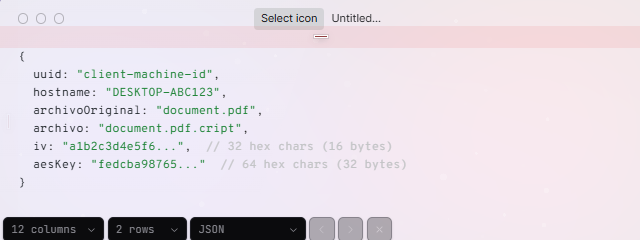 Select icon Untitled...
{
uuid: "client-machine-id",
hostname: "DESKTOP-ABC123",
archivoOriginal: "document.pdf",
archivo: "document.pdf.cript",
iv: "a1b2c3d4e5f6...", // 32 hex chars (16 bytes)
aesKey: "fedcba98765..." // 64 hex chars (32 bytes)
}
12 columns 2 rows JSON